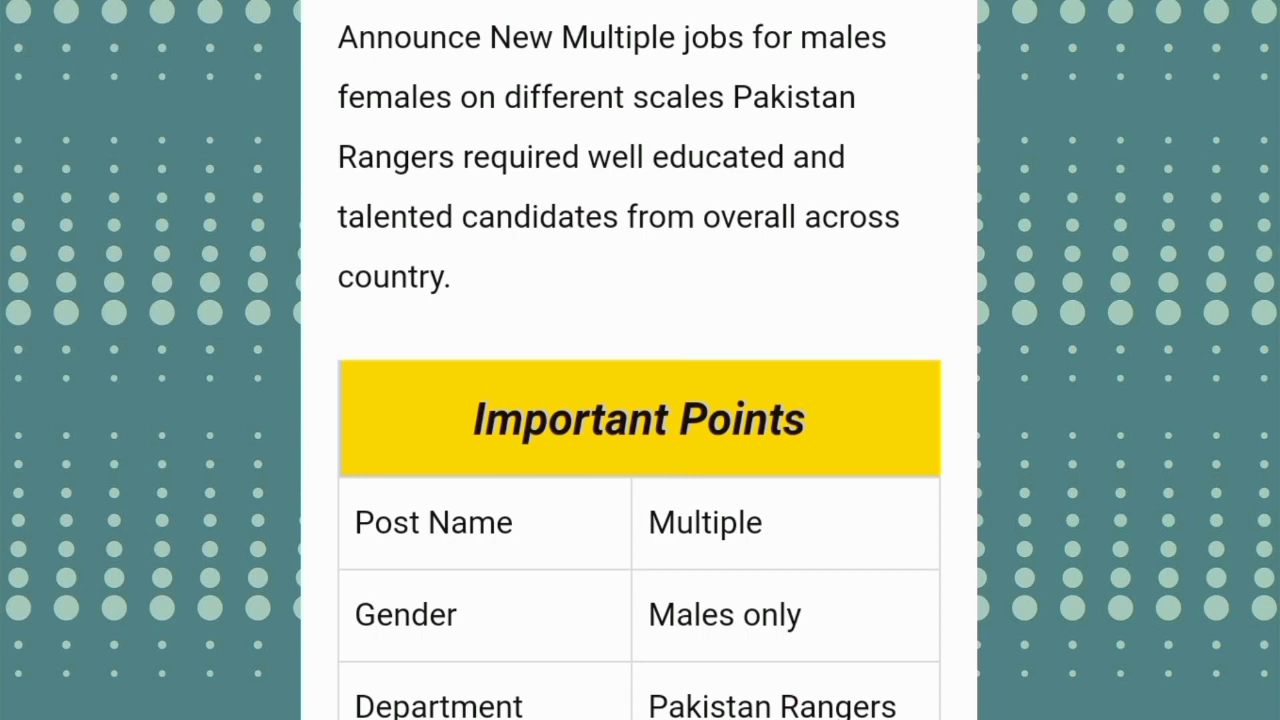 Announce New Multiple jobs for males
females on different scales Pakistan
Rangers required well educated and
talented candidates from overall across
country.
Important Points
Post Name Multiple
Gender Males only
Department Pakistan Rangers